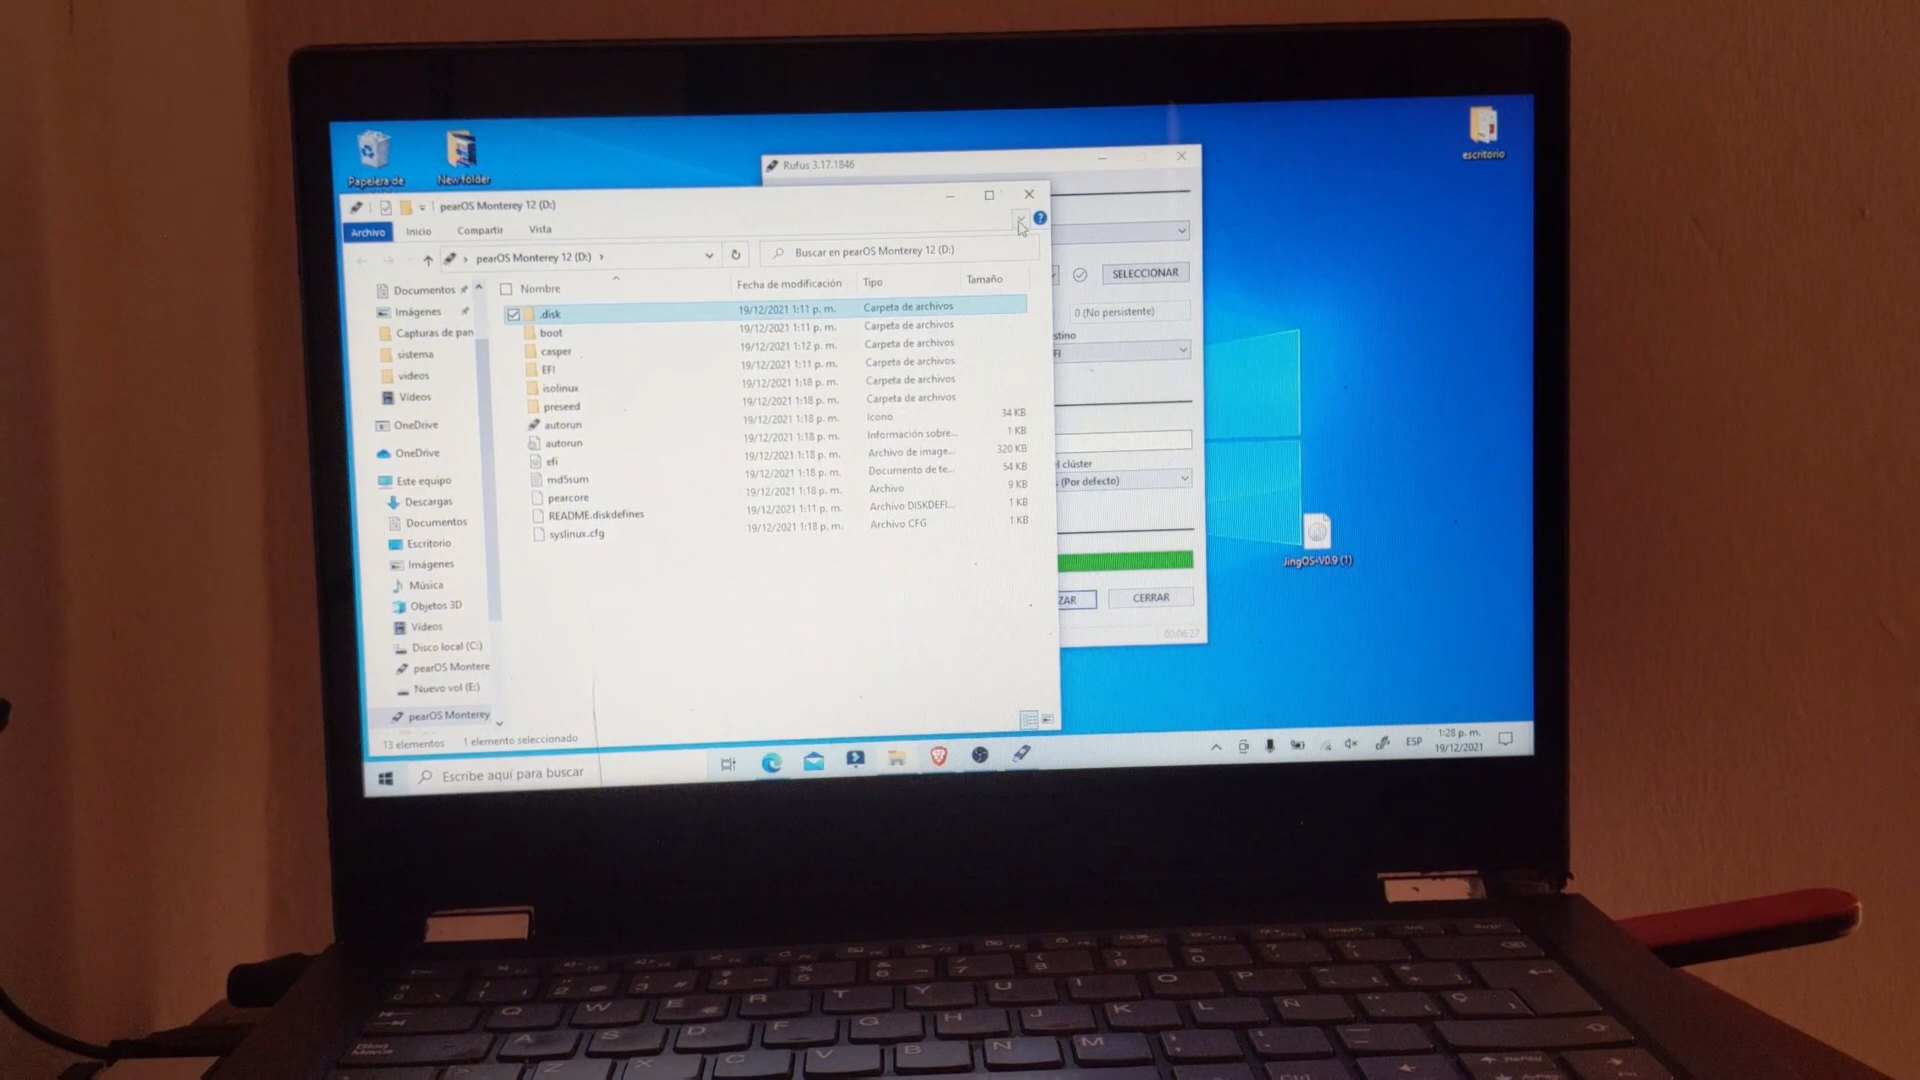 Papelera de
New folder
escritorio
Rufus 3.17.1846
pearOS Monterey 12 (D:)
Archivo
Inicio
Compartir
Vista
pearOS Monterey 12 (D:)
Buscar en pearOS Monterey 12 (D:)
SELECCIONAR
0 (No persistente)
stino
FI
l clúster
(Por defecto)
ZAR
CERRAR
00:06:27
Nombre
Fecha de modificación
Tipo
Tamaño
.disk 19/12/2021 1:11 p. m. Carpeta de archivos
boot 19/12/2021 1:11 p. m. Carpeta de archivos
casper 19/12/2021 1:12 p. m. Carpeta de archivos
EFI 19/12/2021 1:11 p. m. Carpeta de archivos
isolinux 19/12/2021 1:18 p. m. Carpeta de archivos
preseed 19/12/2021 1:18 p. m. Carpeta de archivos
autorun 19/12/2021 1:18 p. m. Icono 34 KB
autorun 19/12/2021 1:18 p. m. Información sobre... 1 KB
efi 19/12/2021 1:18 p. m. Archivo de image... 320 KB
md5sum 19/12/2021 1:18 p. m. Documento de te... 54 KB
pearcore 19/12/2021 1:18 p. m. Archivo 9 KB
README.diskdefines 19/12/2021 1:11 p. m. Archivo DISKDEFI... 1 KB
syslinux.cfg 19/12/2021 1:18 p. m. Archivo CFG 1 KB
Documentos
Imágenes
Capturas de pan
sistema
videos
Vídeos
OneDrive
OneDrive
Este equipo
Descargas
Documentos
Escritorio
Imágenes
Música
Objetos 3D
Vídeos
Disco local (C:)
pearOS Montere
Nuevo vol (E:)
pearOS Monterey
13 elementos
1 elemento seleccionado
JingOS-V0.9 (1)
Escribe aquí para buscar
ESP
1:28 p. m.
19/12/2021
Q W E R T Y U I O P
A S D F G H J K L Ñ
Z X C V B N M
Bloq
Mayus
Ctrl